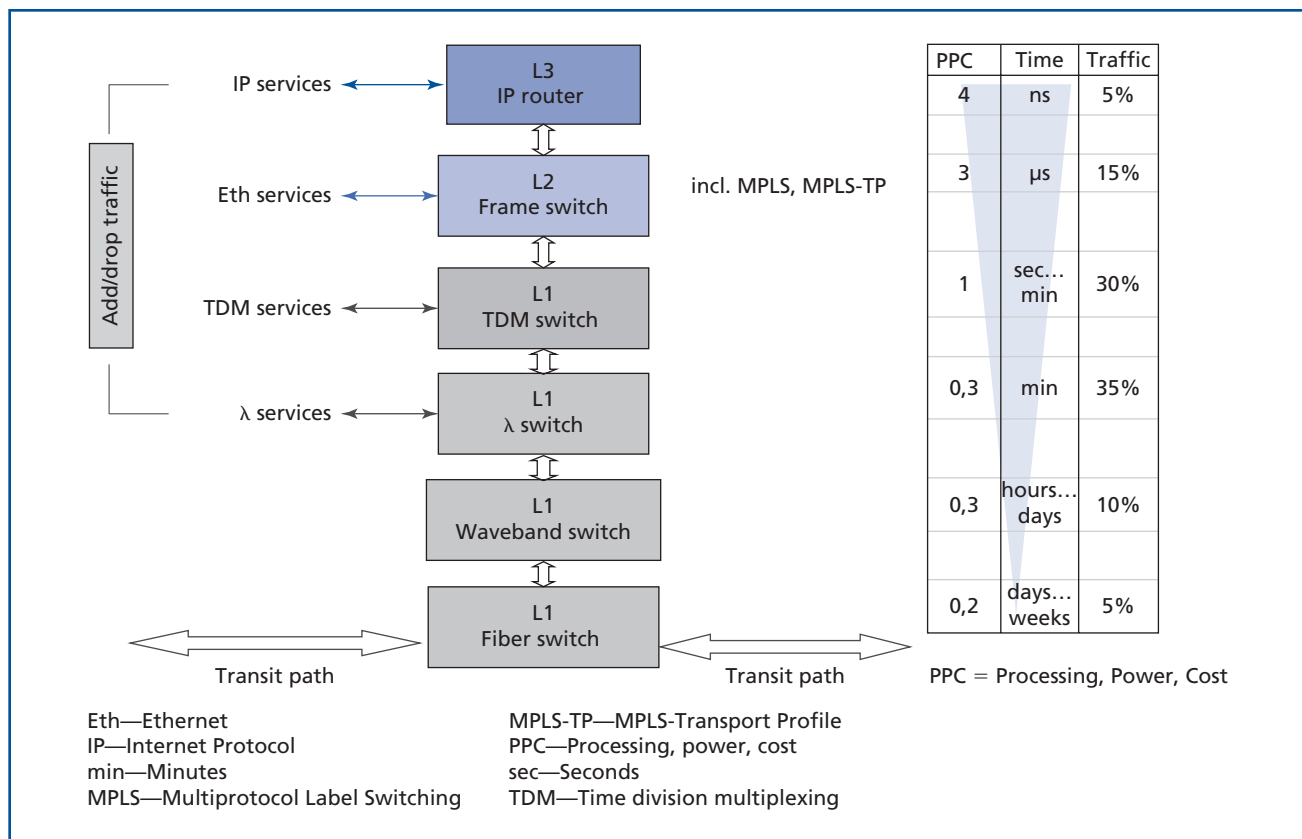 PPC Time Traffic
IP services
L3
IP router
4 ns 5%
Add/drop traffic
Eth services
L2
Frame switch
incl. MPLS, MPLS-TP
3 μs 15%
TDM services
L1
TDM switch
1 sec… min 30%
λ services
L1
λ switch
0,3 min 35%
L1
Waveband switch
0,3 hours… days 10%
L1
Fiber switch
0,2 days… weeks 5%
Transit path
Transit path
PPC = Processing, Power, Cost
Eth—Ethernet
IP—Internet Protocol
min—Minutes
MPLS—Multiprotocol Label Switching
MPLS-TP—MPLS-Transport Profile
PPC—Processing, power, cost
sec—Seconds
TDM—Time division multiplexing